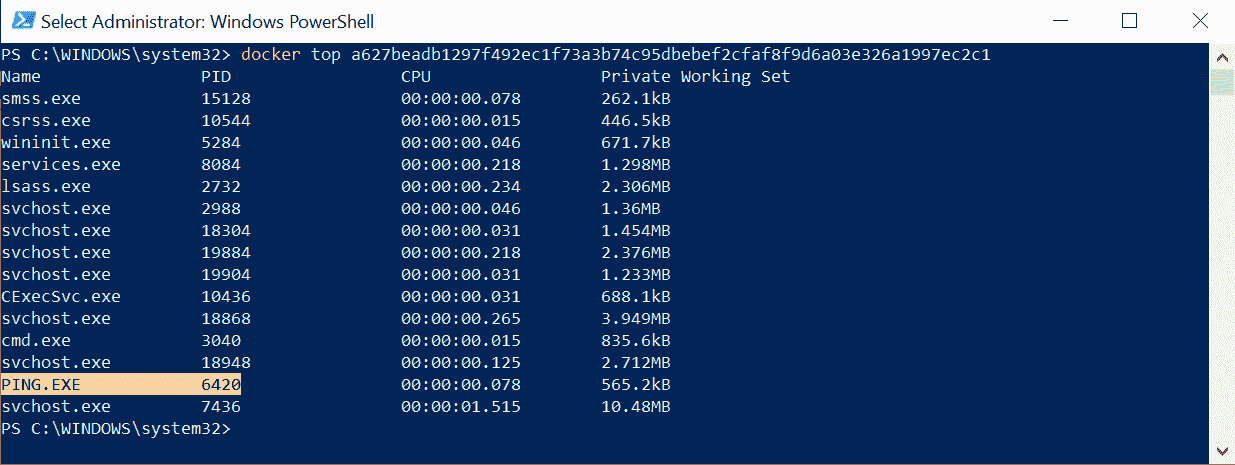 Select Administrator: Windows PowerShell
PS C:\WINDOWS\system32> docker top a627beadb1297f492ec1f73a3b74c95dbebef2cfaf8f9d6a03e326a1997ec2c1
Name PID CPU Private Working Set
smss.exe 15128 00:00:00.078 262.1kB
csrss.exe 10544 00:00:00.015 446.5kB
wininit.exe 5284 00:00:00.046 671.7kB
services.exe 8084 00:00:00.218 1.298MB
lsass.exe 2732 00:00:00.234 2.306MB
svchost.exe 2988 00:00:00.046 1.36MB
svchost.exe 18304 00:00:00.031 1.454MB
svchost.exe 19884 00:00:00.218 2.376MB
svchost.exe 19904 00:00:00.031 1.233MB
CExecSvc.exe 10436 00:00:00.031 688.1kB
svchost.exe 18868 00:00:00.265 3.949MB
cmd.exe 3040 00:00:00.015 835.6kB
svchost.exe 18948 00:00:00.125 2.712MB
PING.EXE 6420 00:00:00.078 565.2kB
svchost.exe 7436 00:00:01.515 10.48MB
PS C:\WINDOWS\system32>